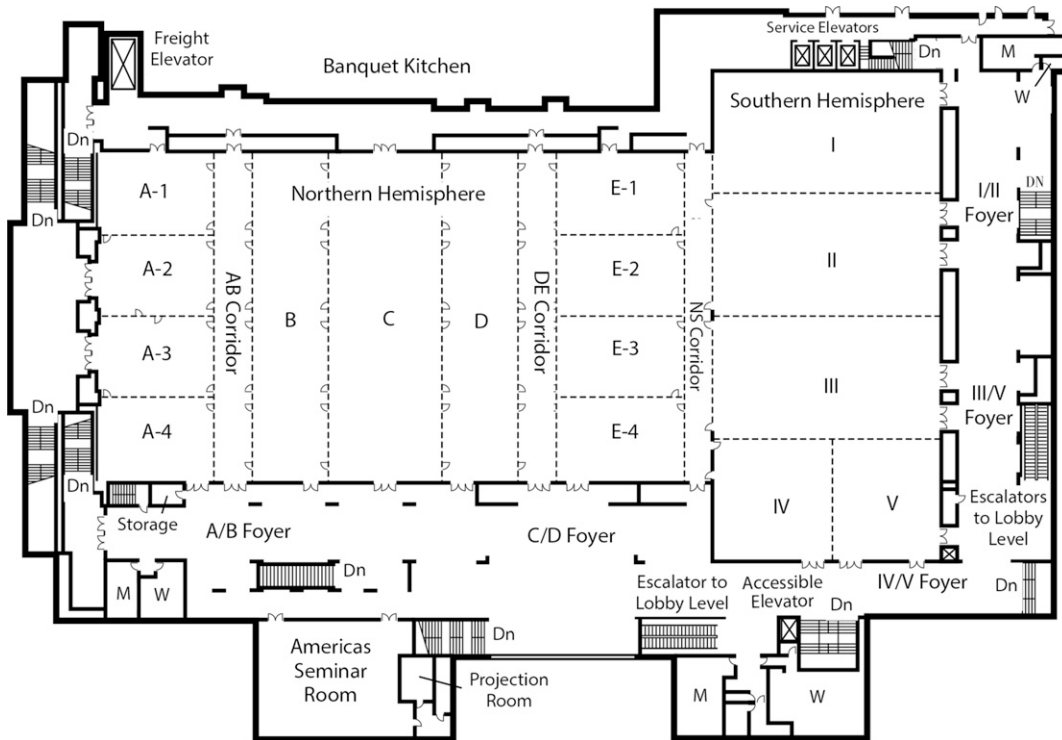 Freight
Elevator
Banquet Kitchen
Service Elevators
Dn
M
W
Southern Hemisphere
Dn
A-1
Northern Hemisphere
E-1
I
I/II
Foyer
DN
Dn
A-2
AB Corridor
B
C
D
DE Corridor
E-2
NS Corridor
II
A-3
E-3
III
III/V
Foyer
Dn
A-4
E-4
Dn
IV
V
Escalators
to Lobby
Level
Storage
A/B Foyer
C/D Foyer
M
W
Dn
Escalator to
Lobby Level
Accessible
Elevator
Dn
IV/V Foyer
Dn
Americas
Seminar
Room
Dn
Projection
Room
M
W